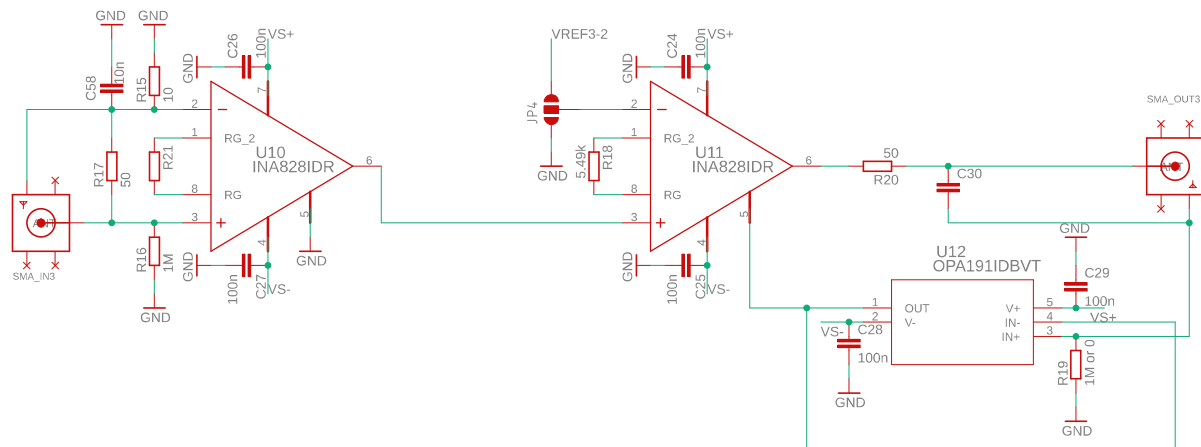 GND
GND
C58
10n
R15
10
GND
C26
100n
VS+
7
2
1
RG_2
R17
50
R21
U10
INA828IDR
6
8
RG
3
5
4
ANT
SMA_IN3
R16
1M
GND
GND
100n
C27
VS-
GND
VREF3-2
JP4
GND
GND
C24
100n
VS+
7
2
1
RG_2
5.49k
R18
U11
INA828IDR
6
8
RG
3
5
4
GND
100n
C25
VS-
50
R20
C30
SMA_OUT3
U12
OPA191IDBVT
GND
C29
100n
1
OUT
V+
5
2
V-
IN-
4
VS+
IN+
3
VS-
C28
100n
GND
R19
1M or 0
GND